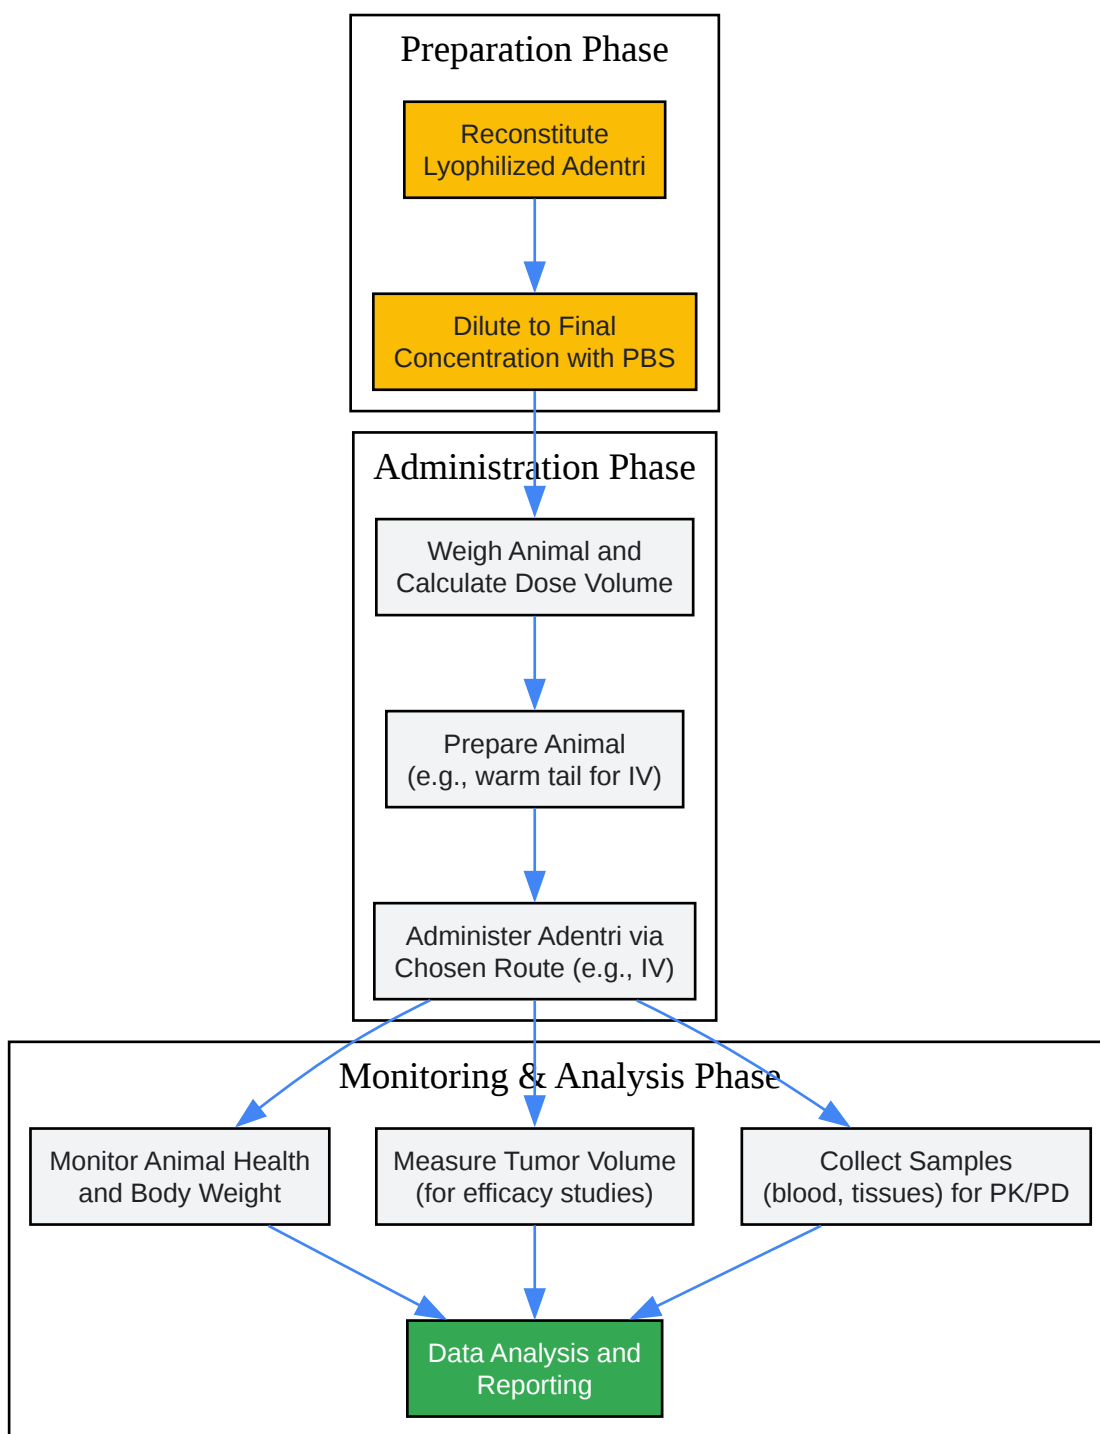 Preparation Phase
Reconstitute
Lyophilized Adentri
Dilute to Final
Concentration with PBS
Administration Phase
Weigh Animal and
Calculate Dose Volume
Prepare Animal
(e.g., warm tail for IV)
Administer Adentri via
Chosen Route (e.g., IV)
Monitoring & Analysis Phase
Monitor Animal Health
and Body Weight
Measure Tumor Volume
(for efficacy studies)
Collect Samples
(blood, tissues) for PK/PD
Data Analysis and
Reporting